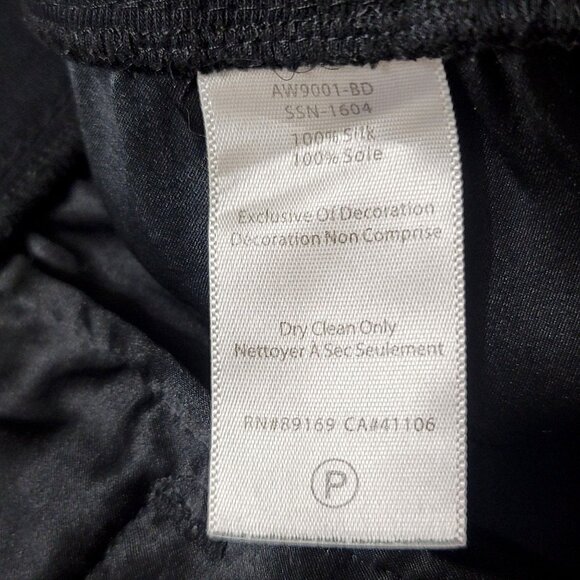 AW9001-BD
SSN-1604
100% Silk
100% Soie
Exclusive Of Decoration
Décoration Non Comprise
Dry Clean Only
Nettoyer A Sec Seulement
RN#89169 CA#41106
P